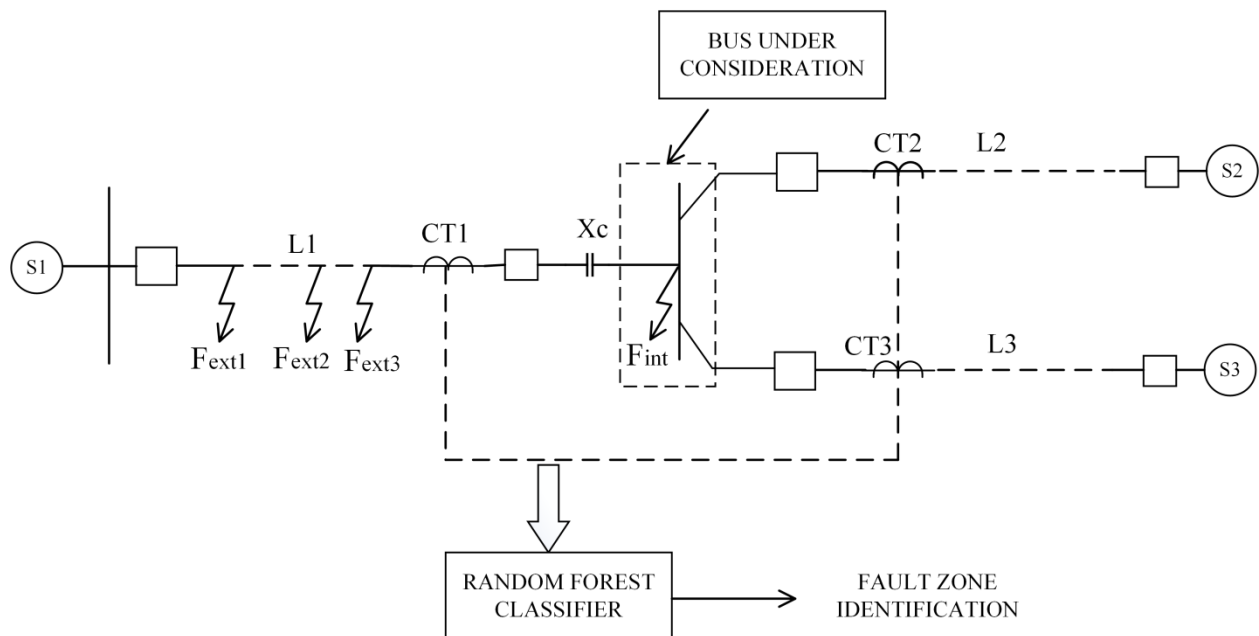 BUS UNDER
CONSIDERATION
CT2
L2
S2
L1
CT1
Xc
S1
Fext1
Fext2
Fext3
Fint
CT3
L3
S3
RANDOM FOREST
CLASSIFIER
FAULT ZONE
IDENTIFICATION